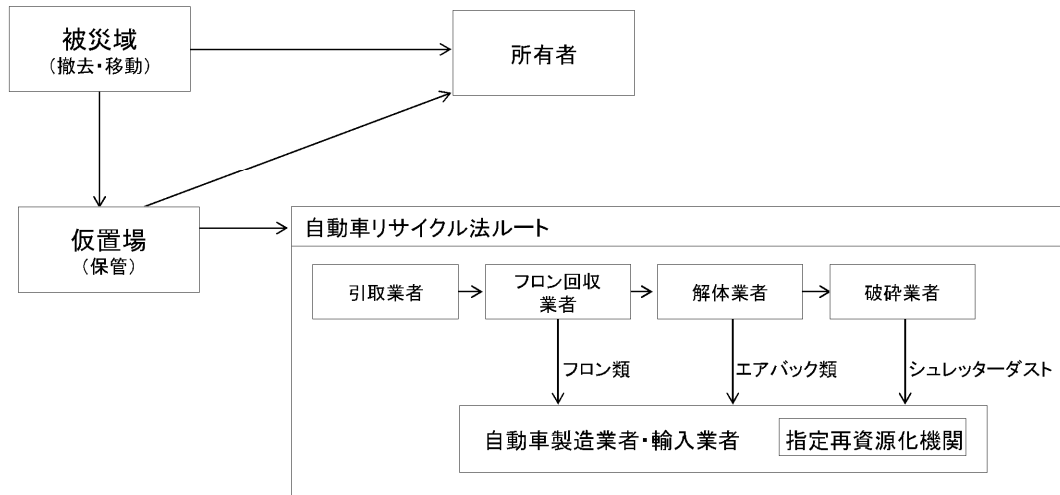 被災域
（撤去・移動）
所有者
仮置場
（保管）
自動車リサイクル法ルート
引取業者
フロン回収
業者
解体業者
破砕業者
フロン類
エアバック類
シュレッターダスト
自動車製造業者・輸入業者
指定再資源化機関